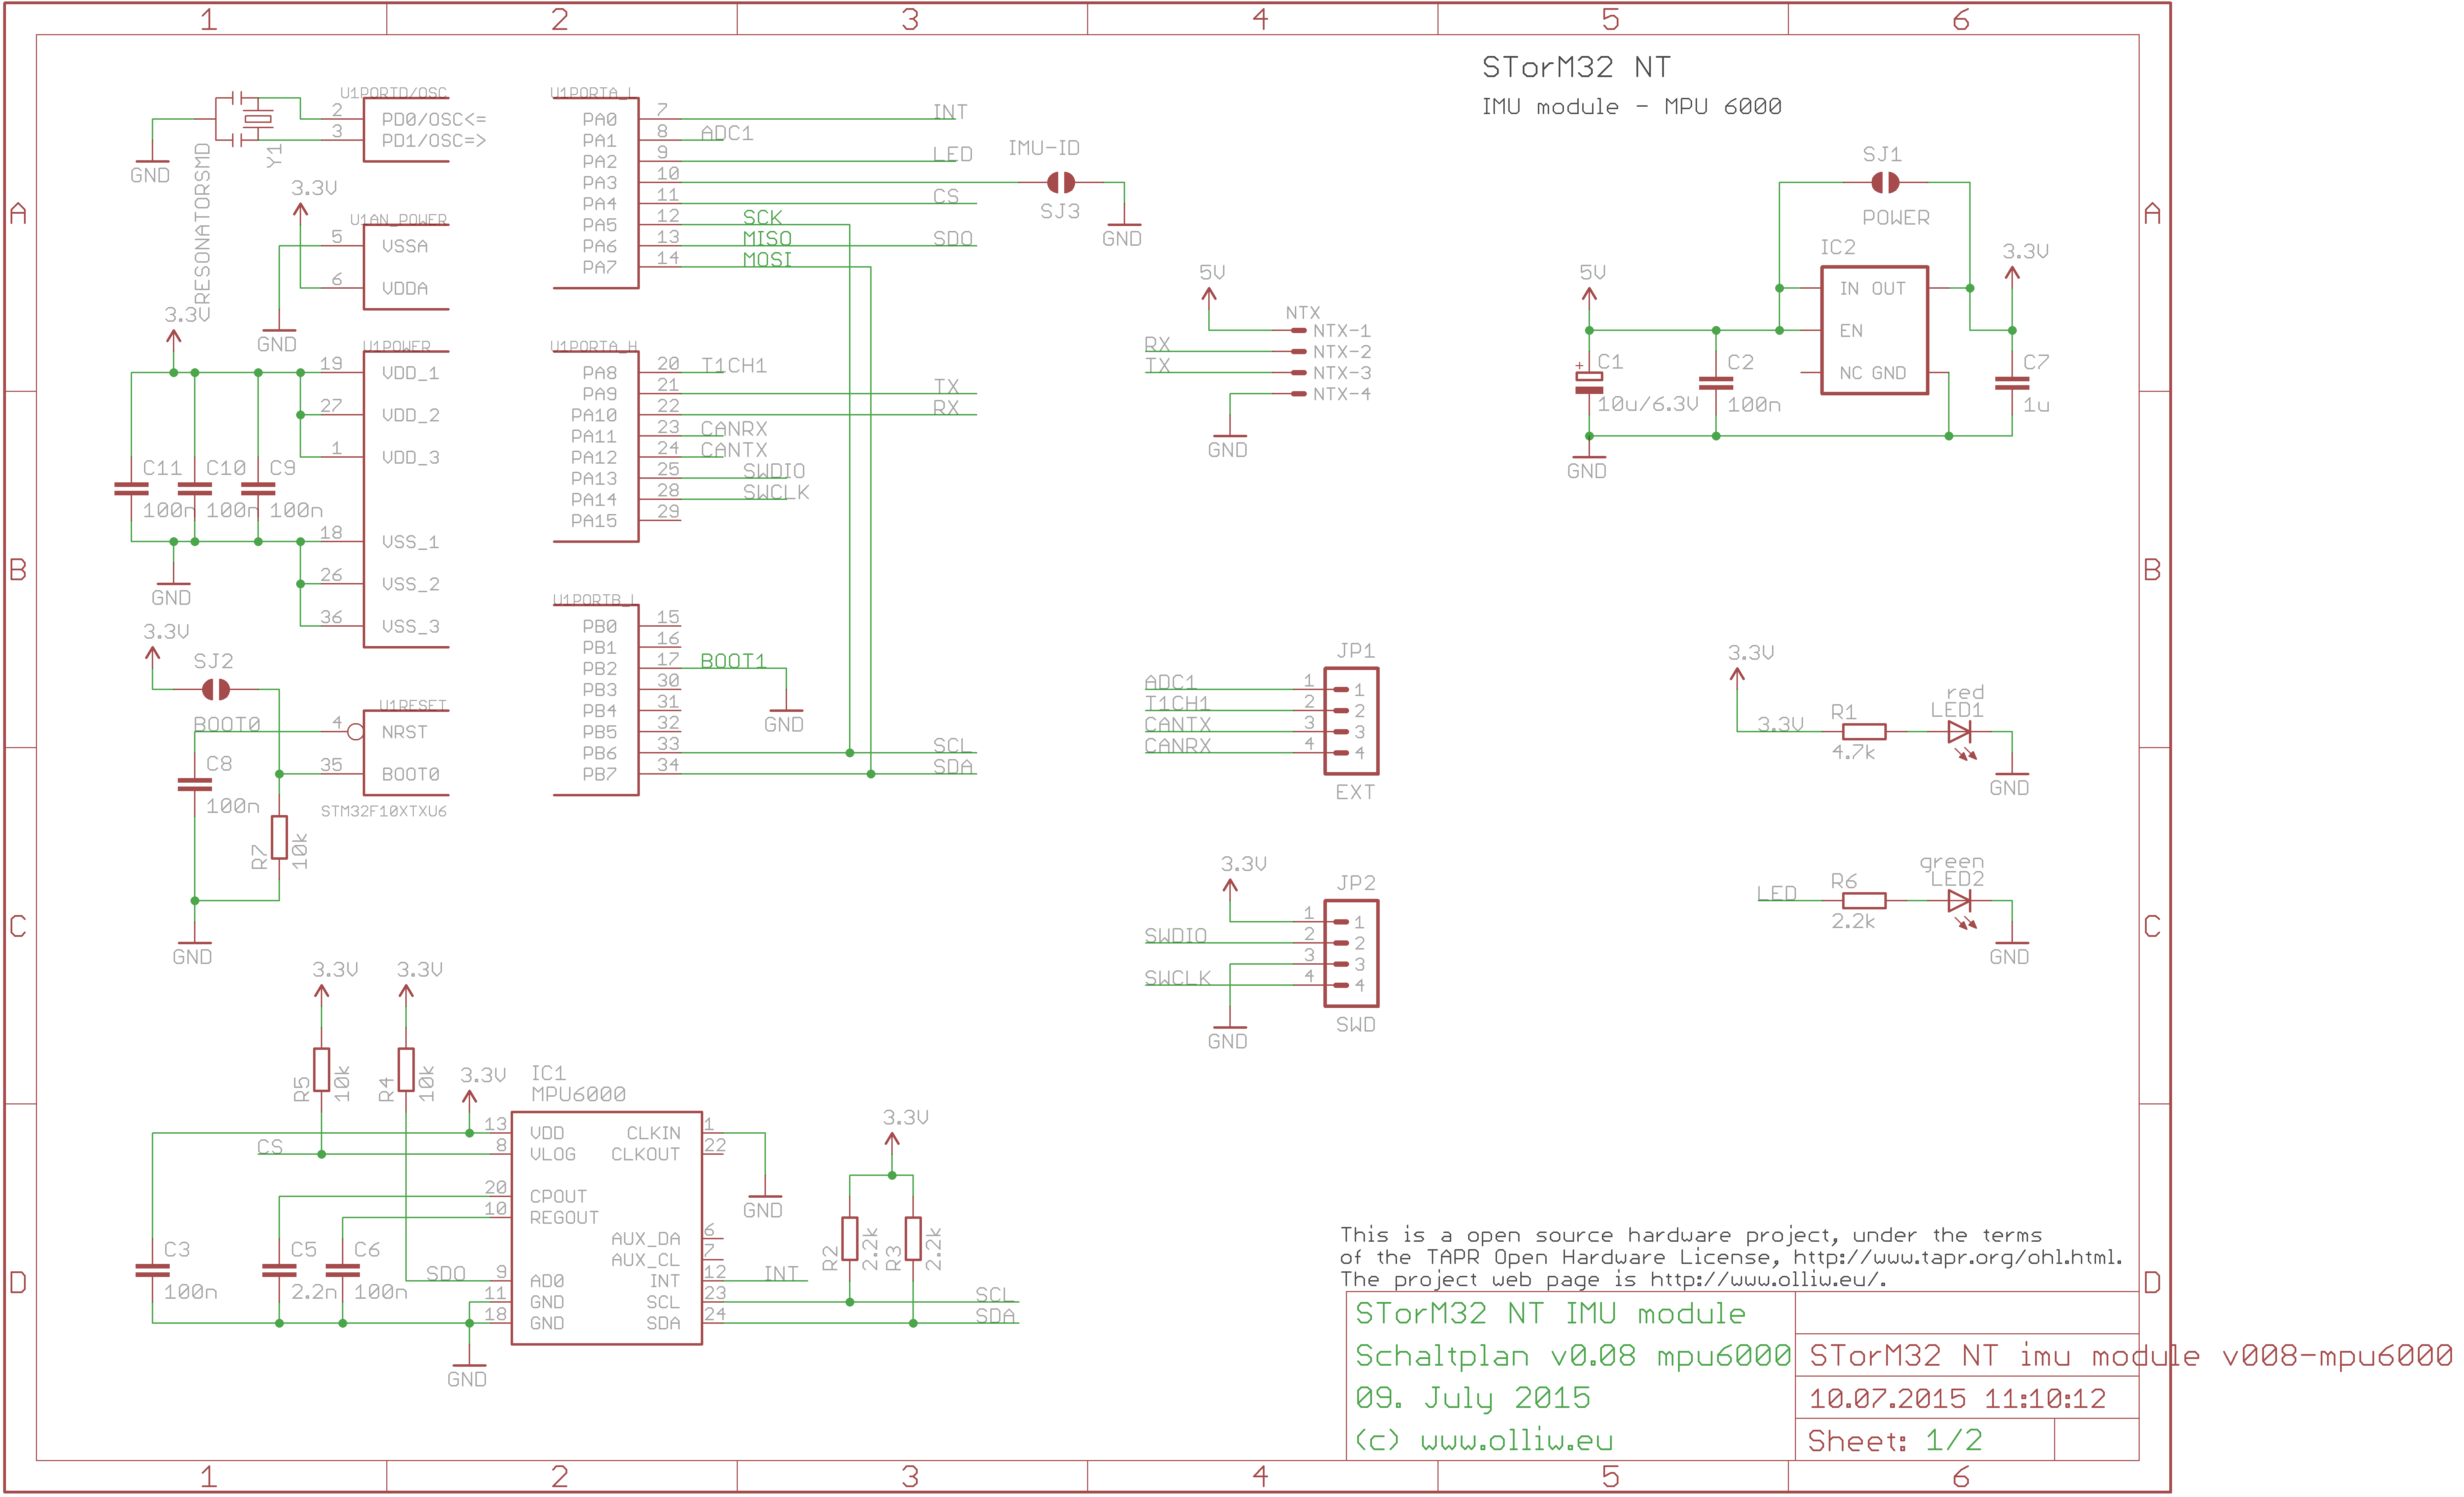 1 2 3 4 5 6
STorM32 NT
IMU module - MPU 6000
A
B
C
D
U1PORTD/OSC
2 PD0/OSC<=
3 PD1/OSC=>
Y1
RESONATORSMD
GND
3.3V
U1AN_POWER
5 VSSA
6 VDDA
GND
3.3V
U1POWER
19 VDD_1
27 VDD_2
1 VDD_3
C11 C10 C9
100n 100n 100n
18 VSS_1
26 VSS_2
36 VSS_3
GND
3.3V
SJ2
U1RESET
BOOT0
4 NRST
35 BOOT0
STM32F10XTXU6
C8
100n
R7
10k
GND
U1PORTA_L
PA0 7 INT
PA1 8 ADC1
PA2 9 LED
PA3 10
PA4 11 CS
PA5 12 SCK
PA6 13 MISO SDO
PA7 14 MOSI
IMU-ID
SJ3
GND
U1PORTA_H
PA8 20 T1CH1
PA9 21 TX
PA10 22 RX
PA11 23 CANRX
PA12 24 CANTX
PA13 25 SWDIO
PA14 28 SWCLK
PA15 29
U1PORTB_L
PB0 15
PB1 16
PB2 17 BOOT1
PB3 30
PB4 31
PB5 32
PB6 33 SCL
PB7 34 SDA
GND
5V
NTX
NTX-1
RX NTX-2
TX NTX-3
NTX-4
GND
SJ1
POWER
IC2
IN OUT
EN
NC GND
5V
3.3V
+
C1
10u/6.3V
C2
100n
C7
1u
GND
JP1
ADC1 1 1
T1CH1 2 2
CANTX 3 3
CANRX 4 4
EXT
3.3V
JP2
1 1
SWDIO 2 2
3 3
SWCLK 4 4
SWD
GND
3.3V
3.3V
R1
4.7k
red
LED1
GND
LED
R6
2.2k
green
LED2
GND
3.3V 3.3V
R5
10k
R4
10k
3.3V
IC1
MPU6000
13 VDD CLKIN 1
CS 8 VLOG CLKOUT 22
20 CPOUT
10 REGOUT
AUX_DA 6
AUX_CL 7
SDO 9 AD0 INT 12 INT
11 GND SCL 23 SCL
18 GND SDA 24 SDA
C3
100n
C5
2.2n
C6
100n
GND
GND
3.3V
R2
2.2k
R3
2.2k
This is a open source hardware project, under the terms
of the TAPR Open Hardware License, http://www.tapr.org/ohl.html.
The project web page is http://www.olliw.eu/.
STorM32 NT IMU module
Schaltplan v0.08 mpu6000
09. July 2015
(c) www.olliw.eu
STorM32 NT imu module v008-mpu6000
10.07.2015 11:10:12
Sheet: 1/2
A
B
C
D
1 2 3 4 5 6